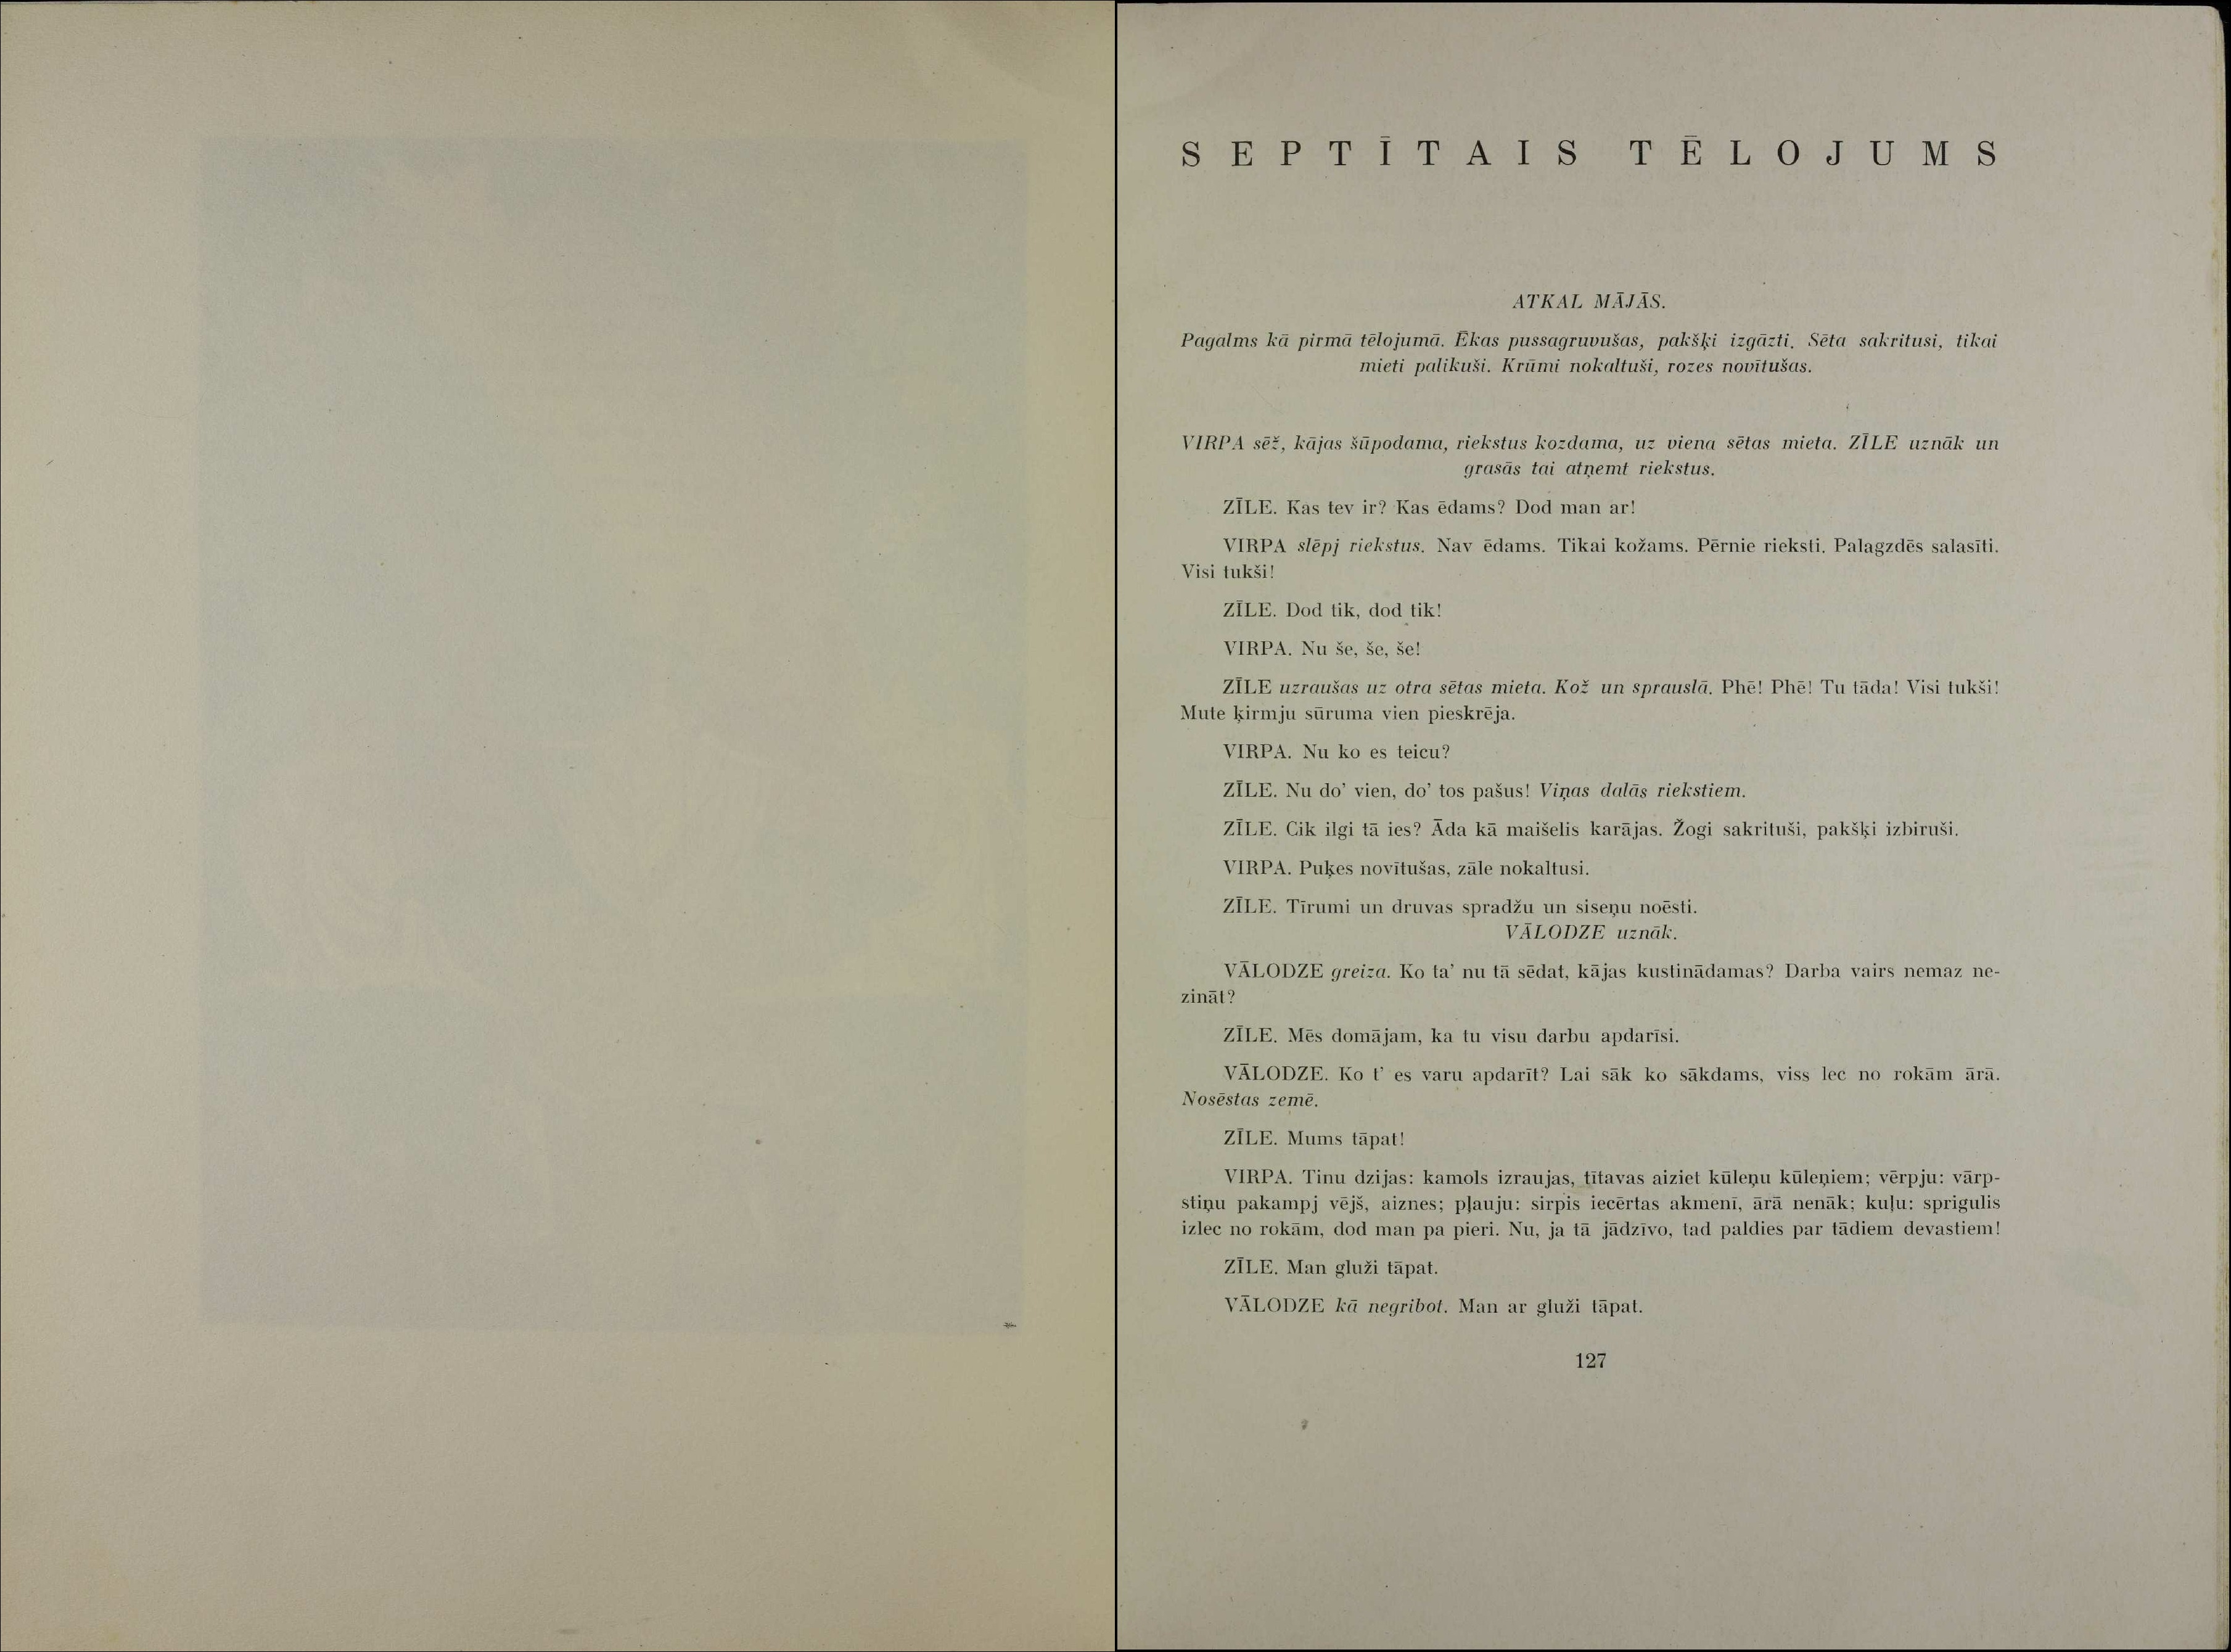 SEPTĪTAIS TĒLOJUMS
ATKAL MĀJĀS.
Pagalms kā pirmā tēlojumā. Ēkas pussagruvušas, pakšķi izgāzti. Sēta sakritusi, tikai
mieti palikuši. Krūmi nokaltuši, rozes novītušas.
VIRPA sēž, kājas šūpodama, riekstus kozdama, uz viena sētas mieta. ZĪLE uznāk un
grasās tai atņemt riekstus.
ZĪLE. Kas tev ir? Kas ēdams? Dod man ar!
VIRPA slēpj riekstus. Nav ēdams. Tikai kožams. Pērnie rieksti. Palagzdēs salasīti.
Visi tukši!
ZĪLE. Dod tik, dod tik!
VIRPA. Nu še, še, še!
ZĪLE uzraušas uz otra sētas mieta. Kož un sprauslā. Phē! Phē! Tu tāda! Visi tukši!
Mute ķirmju sūruma vien pieskrēja.
VIRPA. Nu ko es teicu?
ZĪLE. Nu do’ vien, do’ tos pašus! Viņas dalās riekstiem.
ZĪLE. Cik ilgi tā ies? Āda kā maišelis karājas. Žogi sakrituši, pakšķi izbiruši.
VIRPA. Puķes novītušas, zāle nokaltusi.
ZĪLE. Tīrumi un druvas spradžu un siseņu noēsti.
VĀLODZE uznāk.
VĀLODZE greiza. Ko ta’ nu tā sēdat, kājas kustinādamas? Darba vairs nemaz ne-
zināt?
ZĪLE. Mēs domājam, ka tu visu darbu apdarīsi.
VĀLODZE. Ko t’ es varu apdarīt? Lai sāk ko sākdams, viss lec no rokām ārā.
Nosēstas zemē.
ZĪLE. Mums tāpat!
VIRPA. Tinu dzijas: kamols izraujas, tītavas aiziet kūleņu kūleņiem; vērpju: vārp-
stiņu pakampj vējš, aiznes; pļauju: sirpis iecērtas akmenī, ārā nenāk; kuļu: sprigulis
izlec no rokām, dod man pa pieri. Nu, ja tā jādzīvo, tad paldies par tādiem devastiem!
ZĪLE. Man gluži tāpat.
VĀLODZE kā negribot. Man ar gluži tāpat.
127